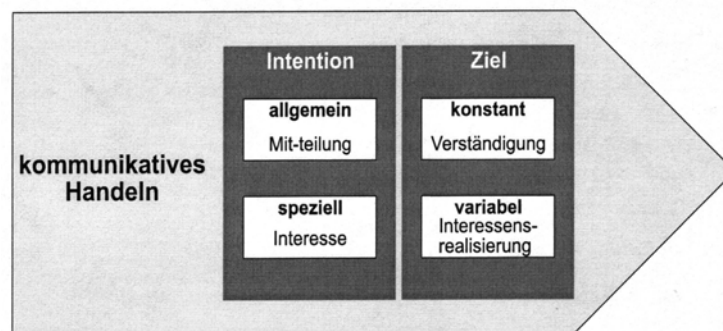 kommunikatives
Handeln
Intention
allgemein
Mit-teilung
speziell
Interesse
Ziel
konstant
Verständigung
variabel
Interessens-
realisierung